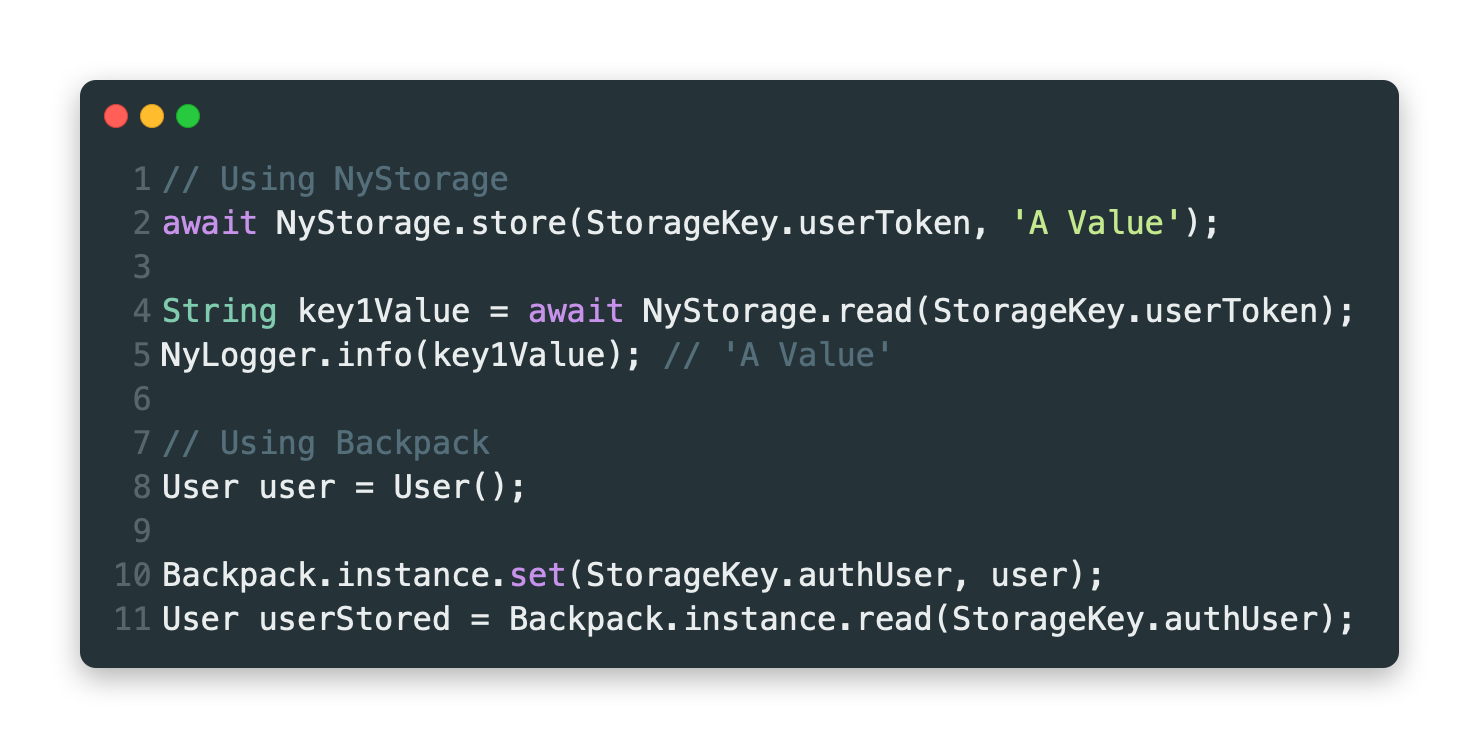 1 // Using NyStorage
2 await NyStorage.store(StorageKey.userToken, 'A Value');
3
4 String key1Value = await NyStorage.read(StorageKey.userToken);
5 NyLogger.info(key1Value); // 'A Value'
6
7 // Using Backpack
8 User user = User();
9
10 Backpack.instance.set(StorageKey.authUser, user);
11 User userStored = Backpack.instance.read(StorageKey.authUser);